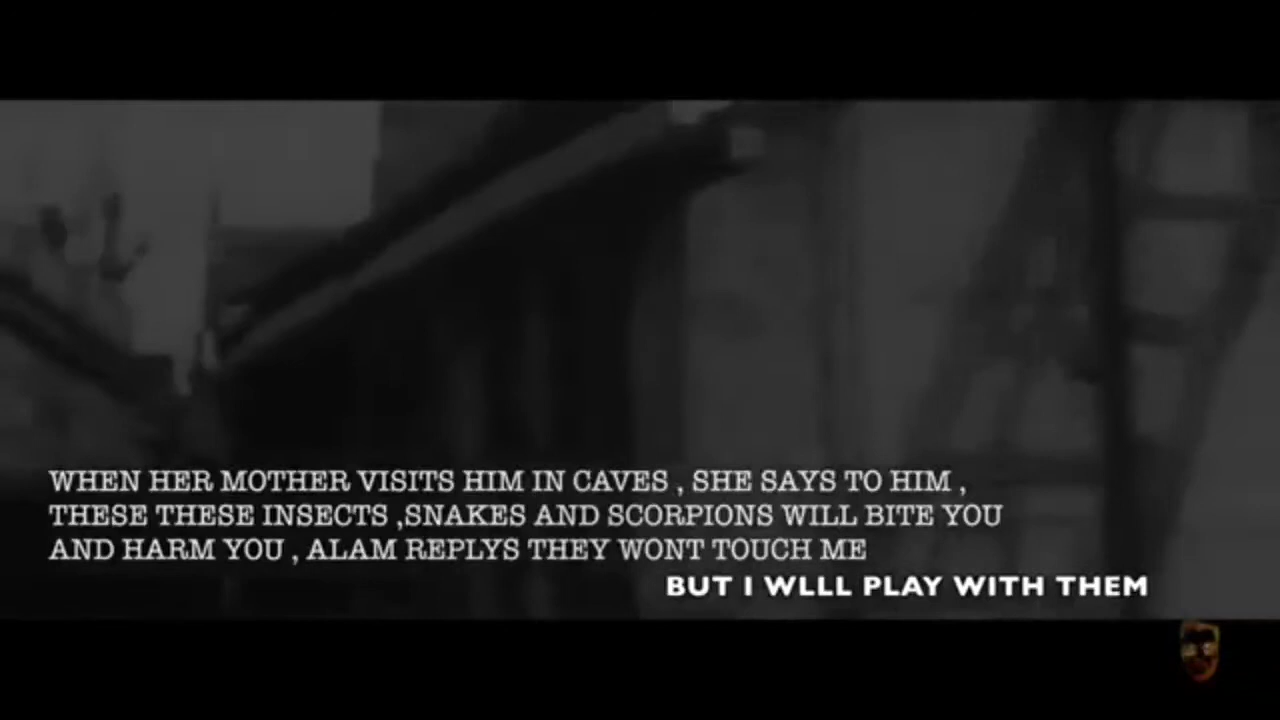 WHEN HER MOTHER VISITS HIM IN CAVES , SHE SAYS TO HIM ,
THESE THESE INSECTS ,SNAKES AND SCORPIONS WILL BITE YOU
AND HARM YOU , ALAM REPLYS THEY WONT TOUCH ME
BUT I WLLL PLAY WITH THEM